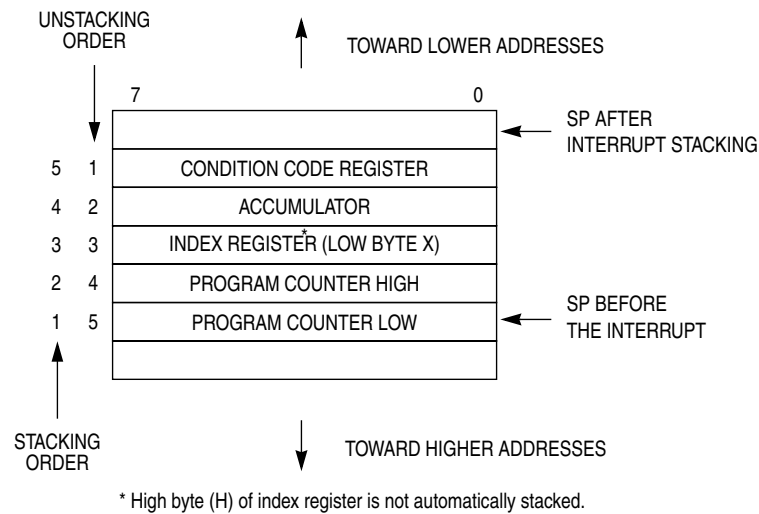 UNSTACKING
ORDER
TOWARD LOWER ADDRESSES
7 0
SP AFTER
INTERRUPT STACKING
5 1 CONDITION CODE REGISTER
4 2 ACCUMULATOR
3 3 INDEX REGISTER (LOW BYTE X)*
2 4 PROGRAM COUNTER HIGH
SP BEFORE
THE INTERRUPT
1 5 PROGRAM COUNTER LOW
STACKING
ORDER
TOWARD HIGHER ADDRESSES
* High byte (H) of index register is not automatically stacked.